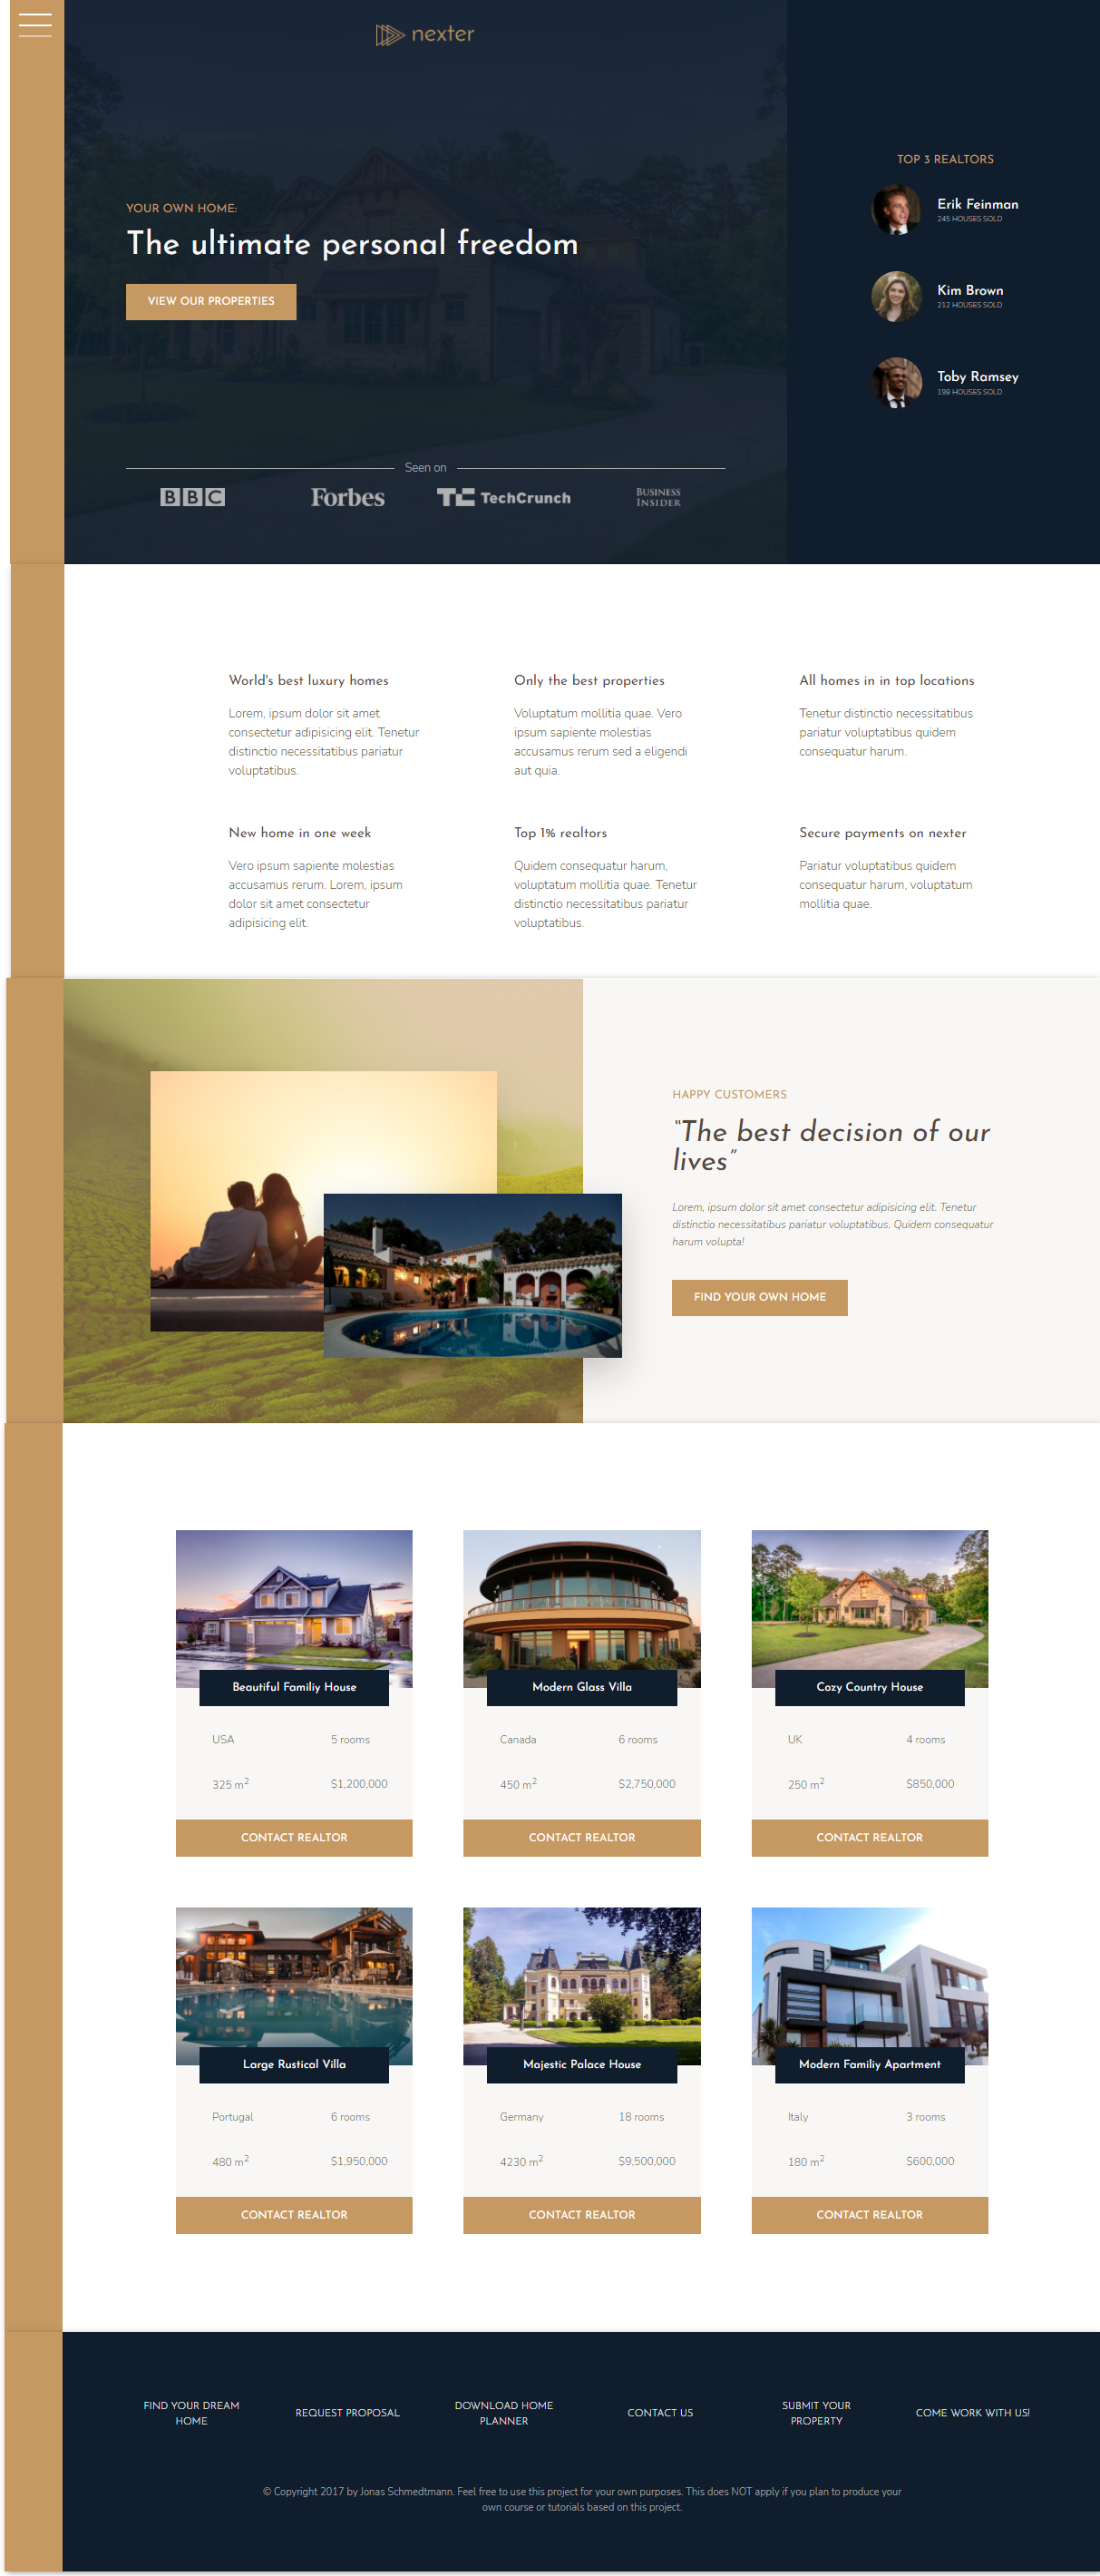 nexter
YOUR OWN HOME:
The ultimate personal freedom
VIEW OUR PROPERTIES
Seen on
BBC
Forbes
TC TechCrunch
BUSINESS
INSIDER
TOP 3 REALTORS
Erik Feinman
245 HOUSES SOLD
Kim Brown
212 HOUSES SOLD
Toby Ramsey
198 HOUSES SOLD
World's best luxury homes
Lorem, ipsum dolor sit amet
consectetur adipisicing elit. Tenetur
distinctio necessitatibus pariatur
voluptatibus.
Only the best properties
Voluptatum mollitia quae. Vero
ipsum sapiente molestias
accusamus rerum sed a eligendi
aut quia.
All homes in in top locations
Tenetur distinctio necessitatibus
pariatur voluptatibus quidem
consequatur harum.
New home in one week
Vero ipsum sapiente molestias
accusamus rerum. Lorem, ipsum
dolor sit amet consectetur
adipisicing elit.
Top 1% realtors
Quidem consequatur harum,
voluptatum mollitia quae. Tenetur
distinctio necessitatibus pariatur
voluptatibus.
Secure payments on nexter
Pariatur voluptatibus quidem
consequatur harum, voluptatum
mollitia quae.
HAPPY CUSTOMERS
“The best decision of our
lives”
Lorem, ipsum dolor sit amet consectetur adipisicing elit. Tenetur
distinctio necessitatibus pariatur voluptatibus. Quidem consequatur
harum volupta!
FIND YOUR OWN HOME
Beautiful Familiy House
USA
5 rooms
325 m²
$1,200,000
CONTACT REALTOR
Modern Glass Villa
Canada
6 rooms
450 m²
$2,750,000
CONTACT REALTOR
Cozy Country House
UK
4 rooms
250 m²
$850,000
CONTACT REALTOR
Large Rustical Villa
Portugal
6 rooms
480 m²
$1,950,000
CONTACT REALTOR
Majestic Palace House
Germany
18 rooms
4230 m²
$9,500,000
CONTACT REALTOR
Modern Familiy Apartment
Italy
3 rooms
180 m²
$600,000
CONTACT REALTOR
FIND YOUR DREAM
HOME
REQUEST PROPOSAL
DOWNLOAD HOME
PLANNER
CONTACT US
SUBMIT YOUR
PROPERTY
COME WORK WITH US!
© Copyright 2017 by Jonas Schmedtmann. Feel free to use this project for your own purposes. This does NOT apply if you plan to produce your
own course or tutorials based on this project.